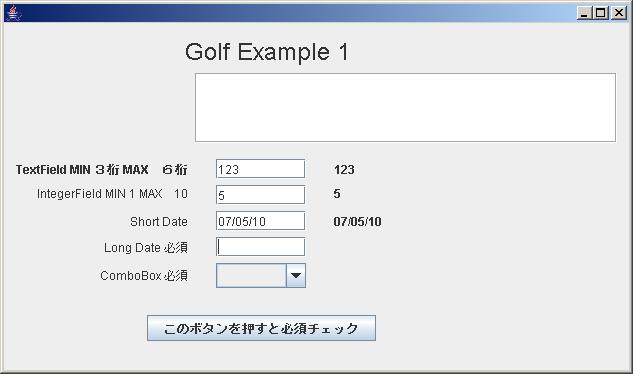 Golf Example 1
TextField MIN ３桁 MAX　６桁 123 123
IntegerField MIN 1 MAX　10 5 5
Short Date 07/05/10 07/05/10
Long Date 必須
ComboBox 必須
このボタンを押すと必須チェック